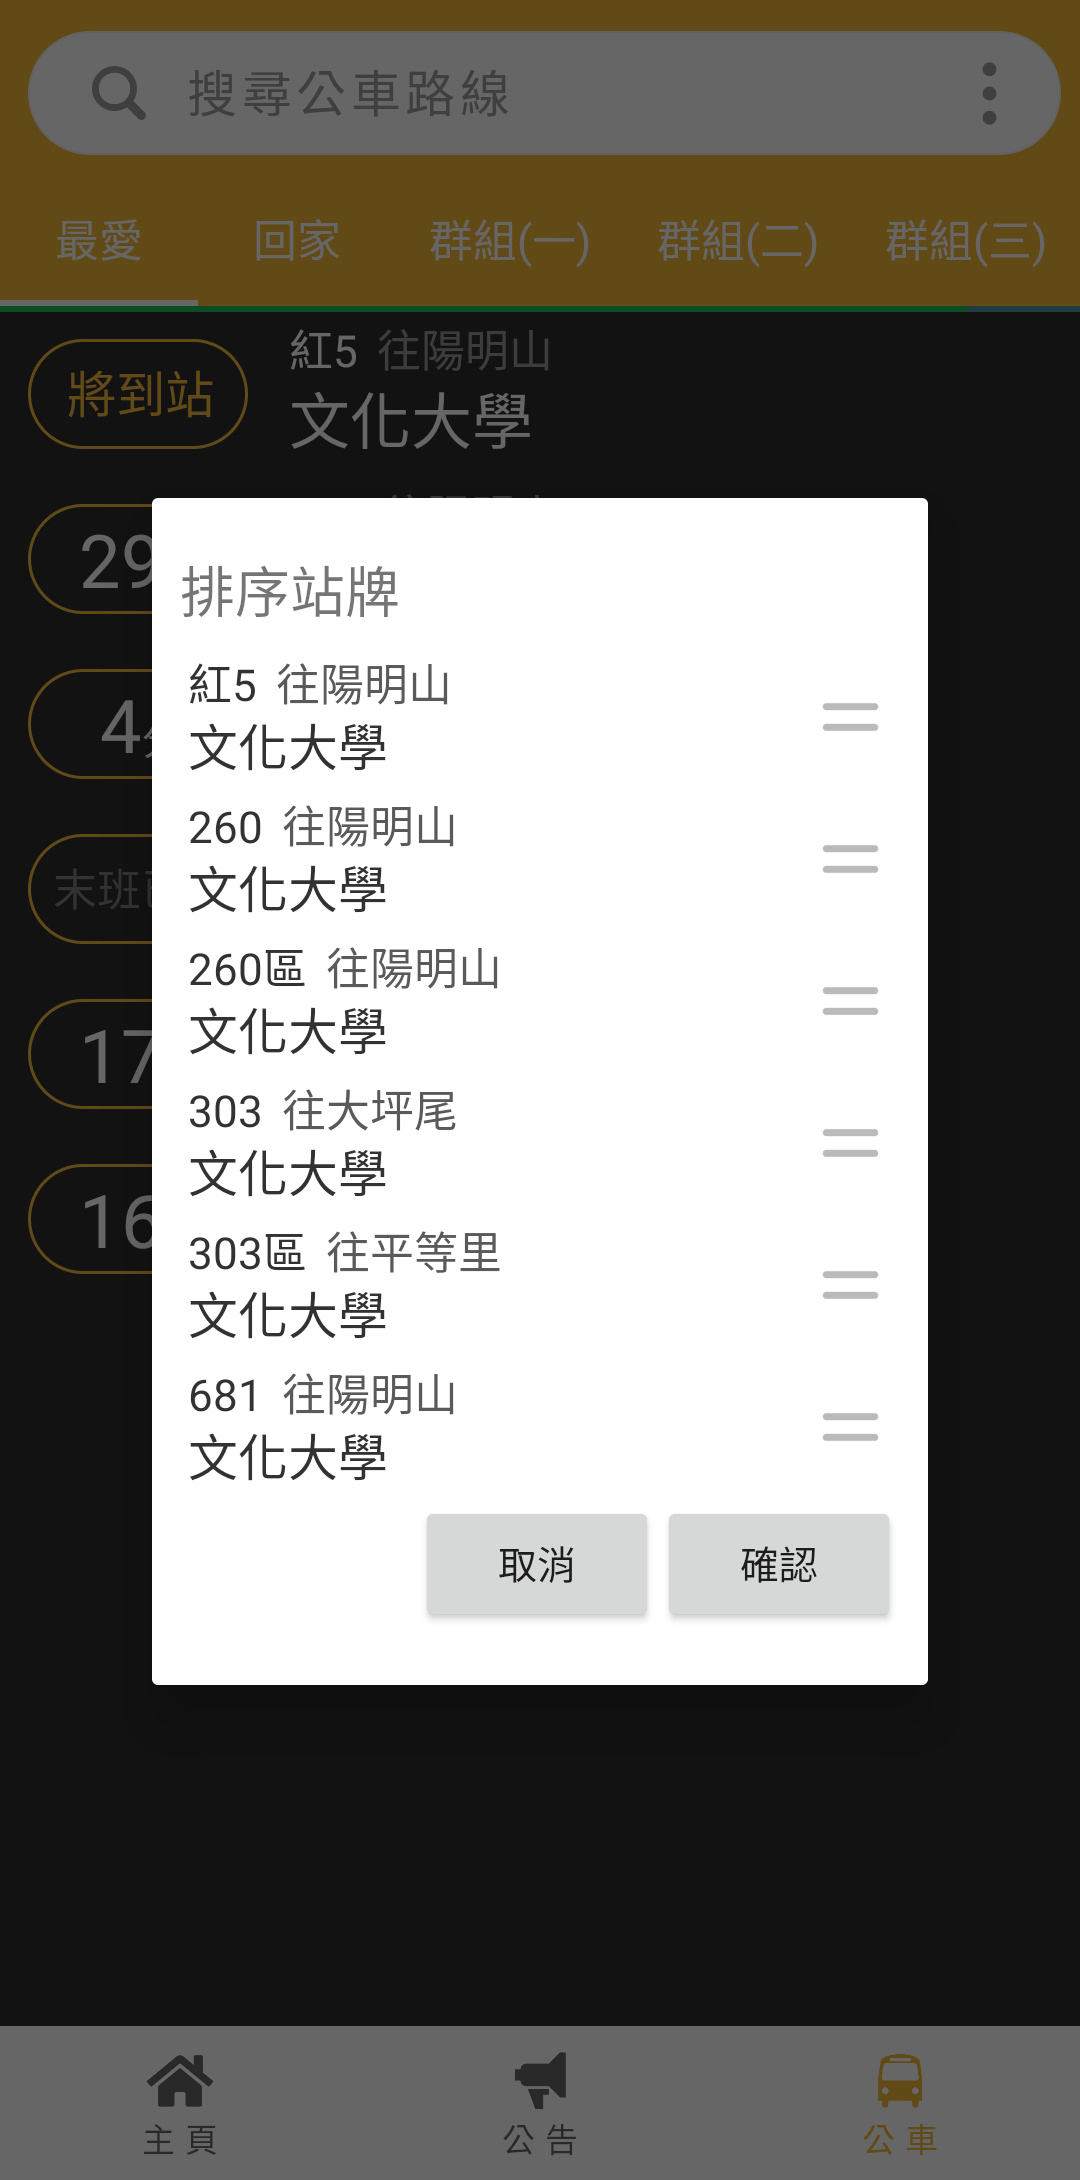 搜尋公車路線
最愛 回家 群組(一) 群組(二) 群組(三)
紅5 往陽明山
將到站
文化大學
29
4
末班
17
16
排序站牌
紅5 往陽明山
文化大學
260 往陽明山
文化大學
260區 往陽明山
文化大學
303 往大坪尾
文化大學
303區 往平等里
文化大學
681 往陽明山
文化大學
取消 確認
主頁 公告 公車